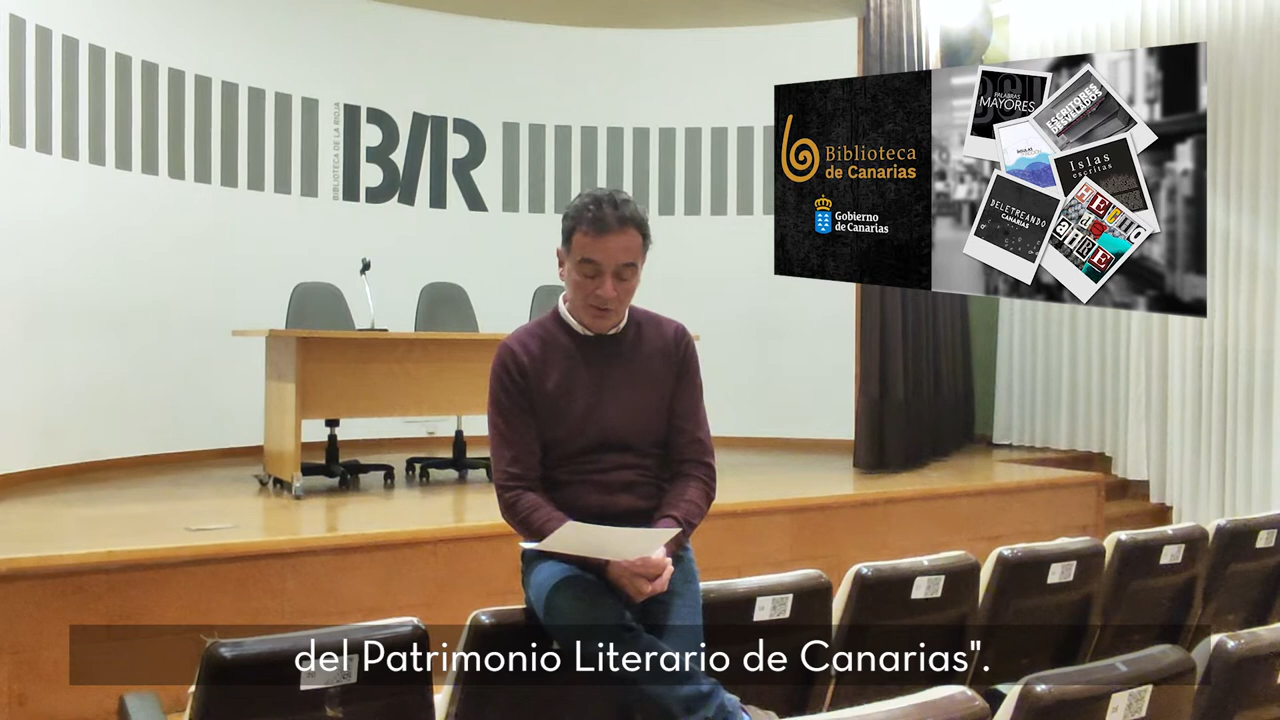 BIBLIOTECA DE LA RIOJA
B/R
Biblioteca
de Canarias
Gobierno
de Canarias
PALABRAS
MAYORES
ESCRITORES
DESVELADOS
Islas
escritas
DELETREANDO
CANARIAS
HECHO
DE
AIRE
del Patrimonio Literario de Canarias".